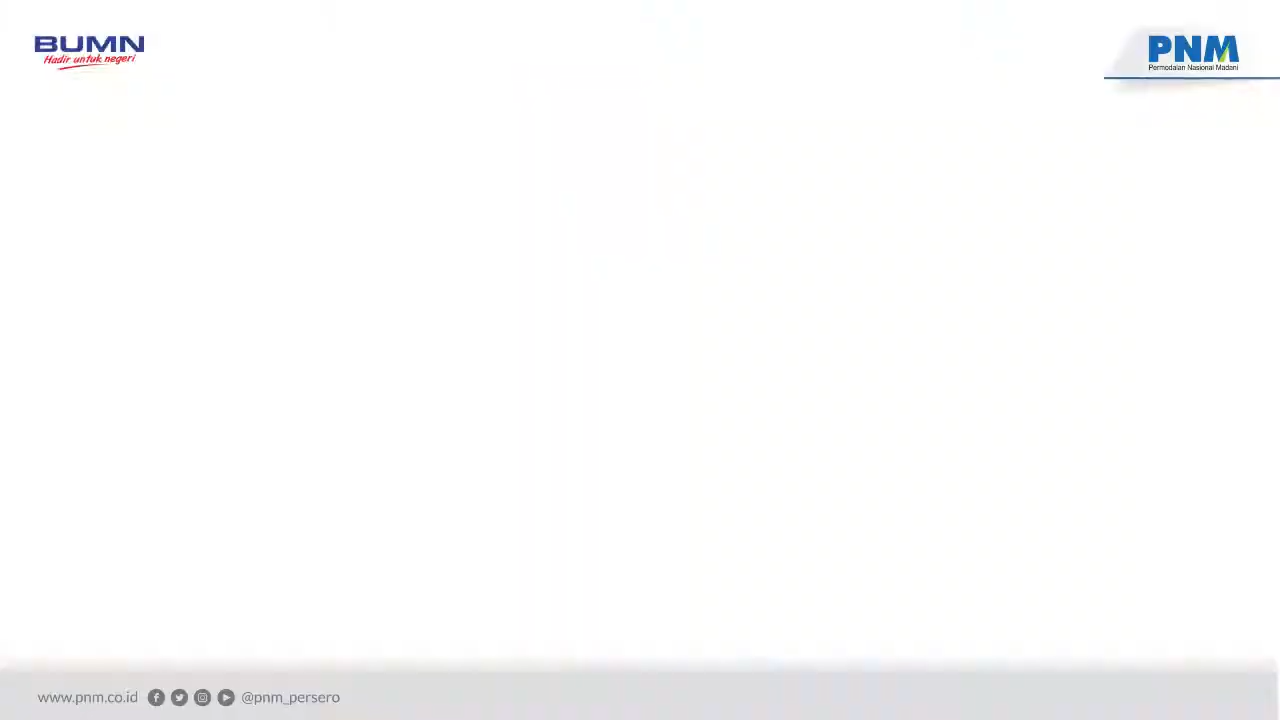 BUMN
Hadir untuk negeri
PNM
Permodalan Nasional Madani
www.pnm.co.id @pnm_persero